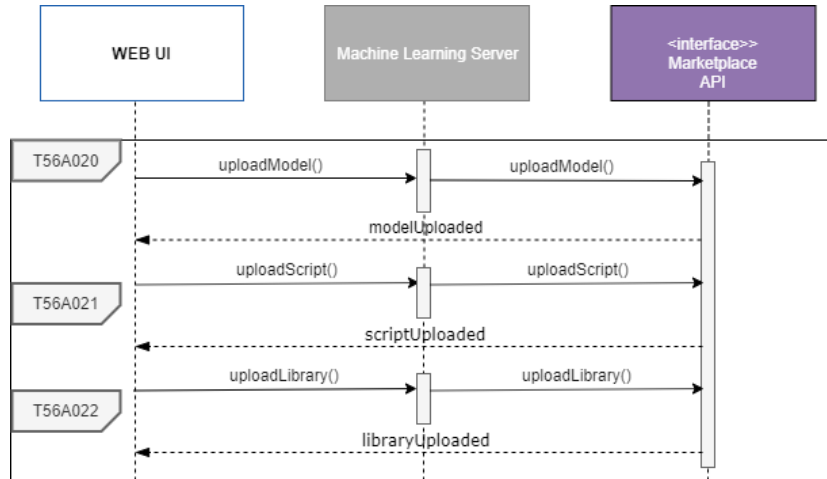 WEB UI
Machine Learning Server
<interface>>
Marketplace
API
T56A020
uploadModel()
uploadModel()
modelUploaded
uploadScript()
uploadScript()
T56A021
scriptUploaded
uploadLibrary()
uploadLibrary()
T56A022
libraryUploaded